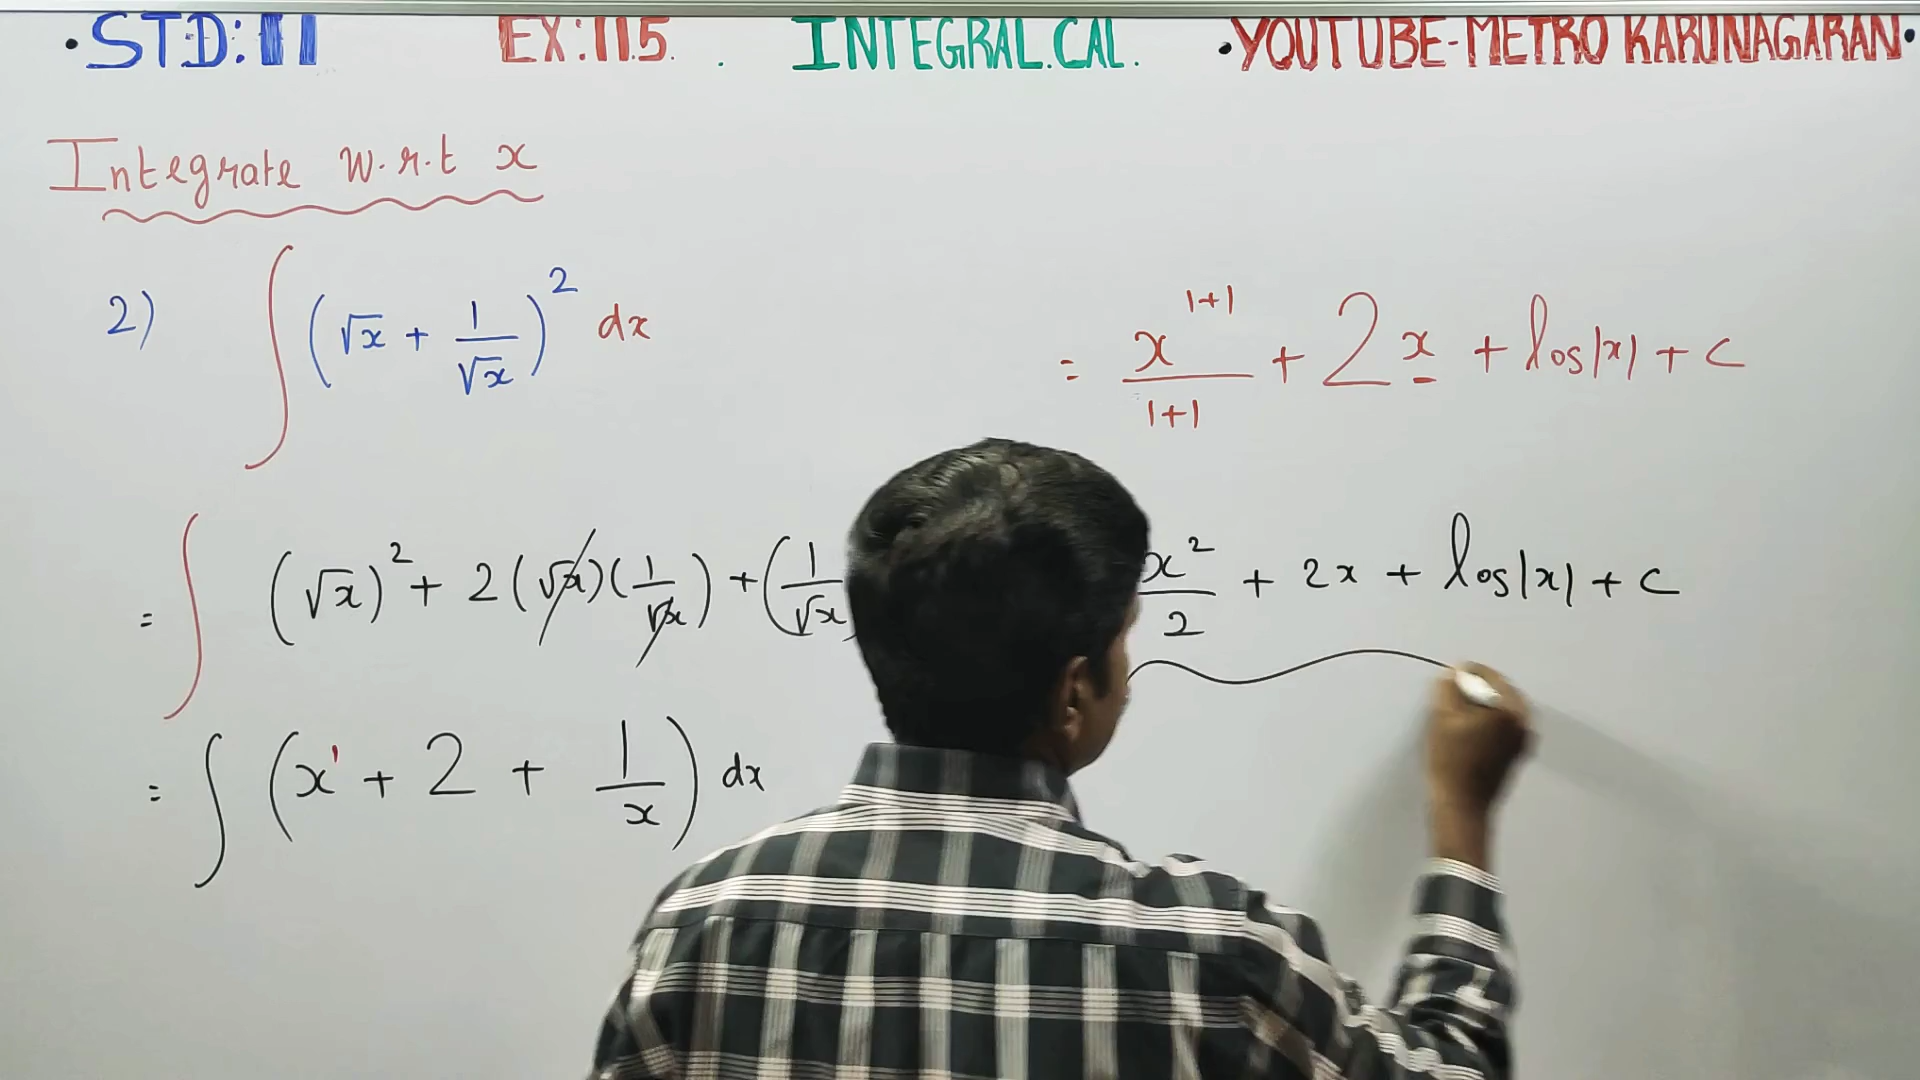 • STD: 11 EX: 11.5. . INTEGRAL.CAL. • YOUTUBE-METRO KARUNAGARAN •
Integrate w.r.t x
2) ∫ (√x + 1/√x)² dx
= ∫ (√x)² + 2(√x)(1/√x) + (1/√x
= ∫ (x¹ + 2 + 1/x) dx
= x¹⁺¹/1+1 + 2x + log|x| + c
x²/2 + 2x + log|x| + c